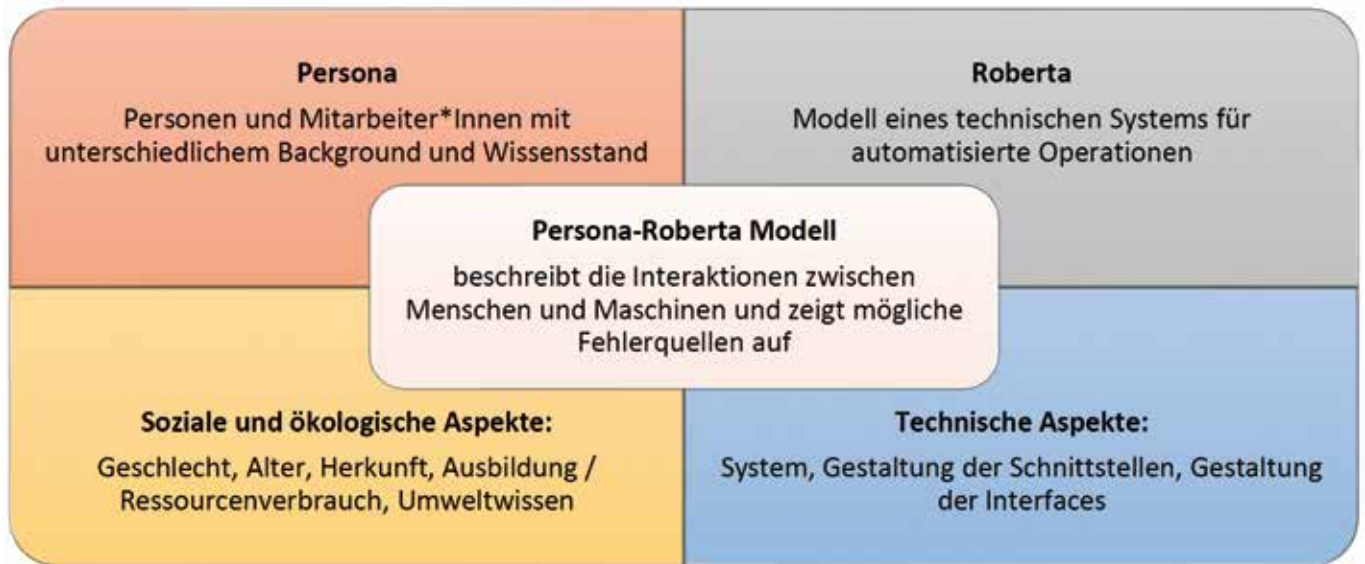 Persona
Personen und Mitarbeiter*Innen mit
unterschiedlichem Background und Wissensstand
Roberta
Modell eines technischen Systems für
automatisierte Operationen
Persona-Roberta Modell
beschreibt die Interaktionen zwischen
Menschen und Maschinen und zeigt mögliche
Fehlerquellen auf
Soziale und ökologische Aspekte:
Geschlecht, Alter, Herkunft, Ausbildung /
Ressourcenverbrauch, Umweltwissen
Technische Aspekte:
System, Gestaltung der Schnittstellen, Gestaltung
der Interfaces